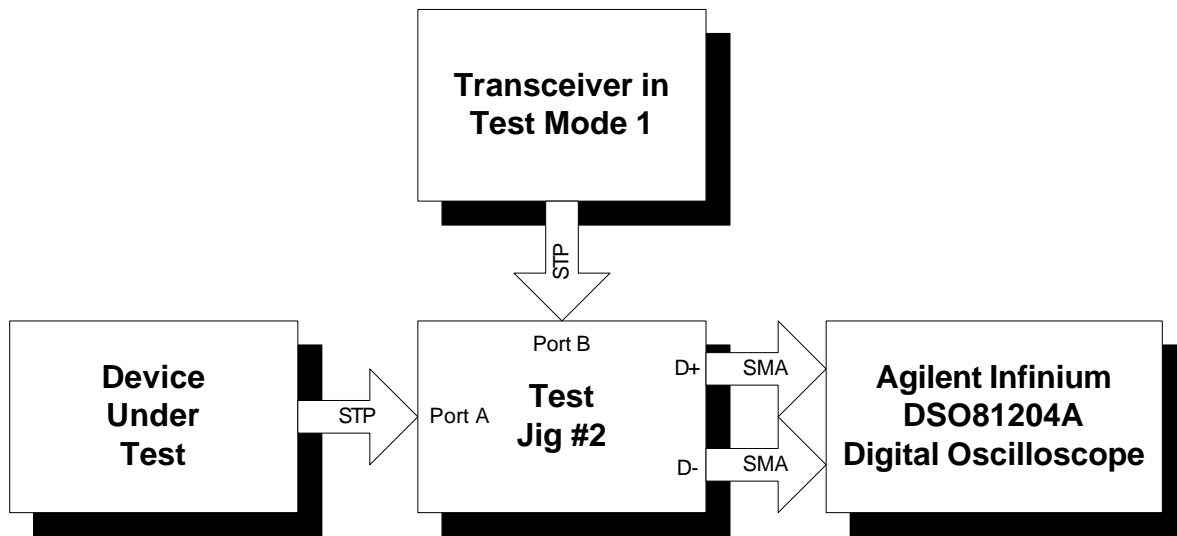 Transceiver in
Test Mode 1
STP
Device
Under
Test
STP
Port B
Port A
Test
Jig #2
D+
D-
SMA
SMA
Agilent Infinium
DSO81204A
Digital Oscilloscope